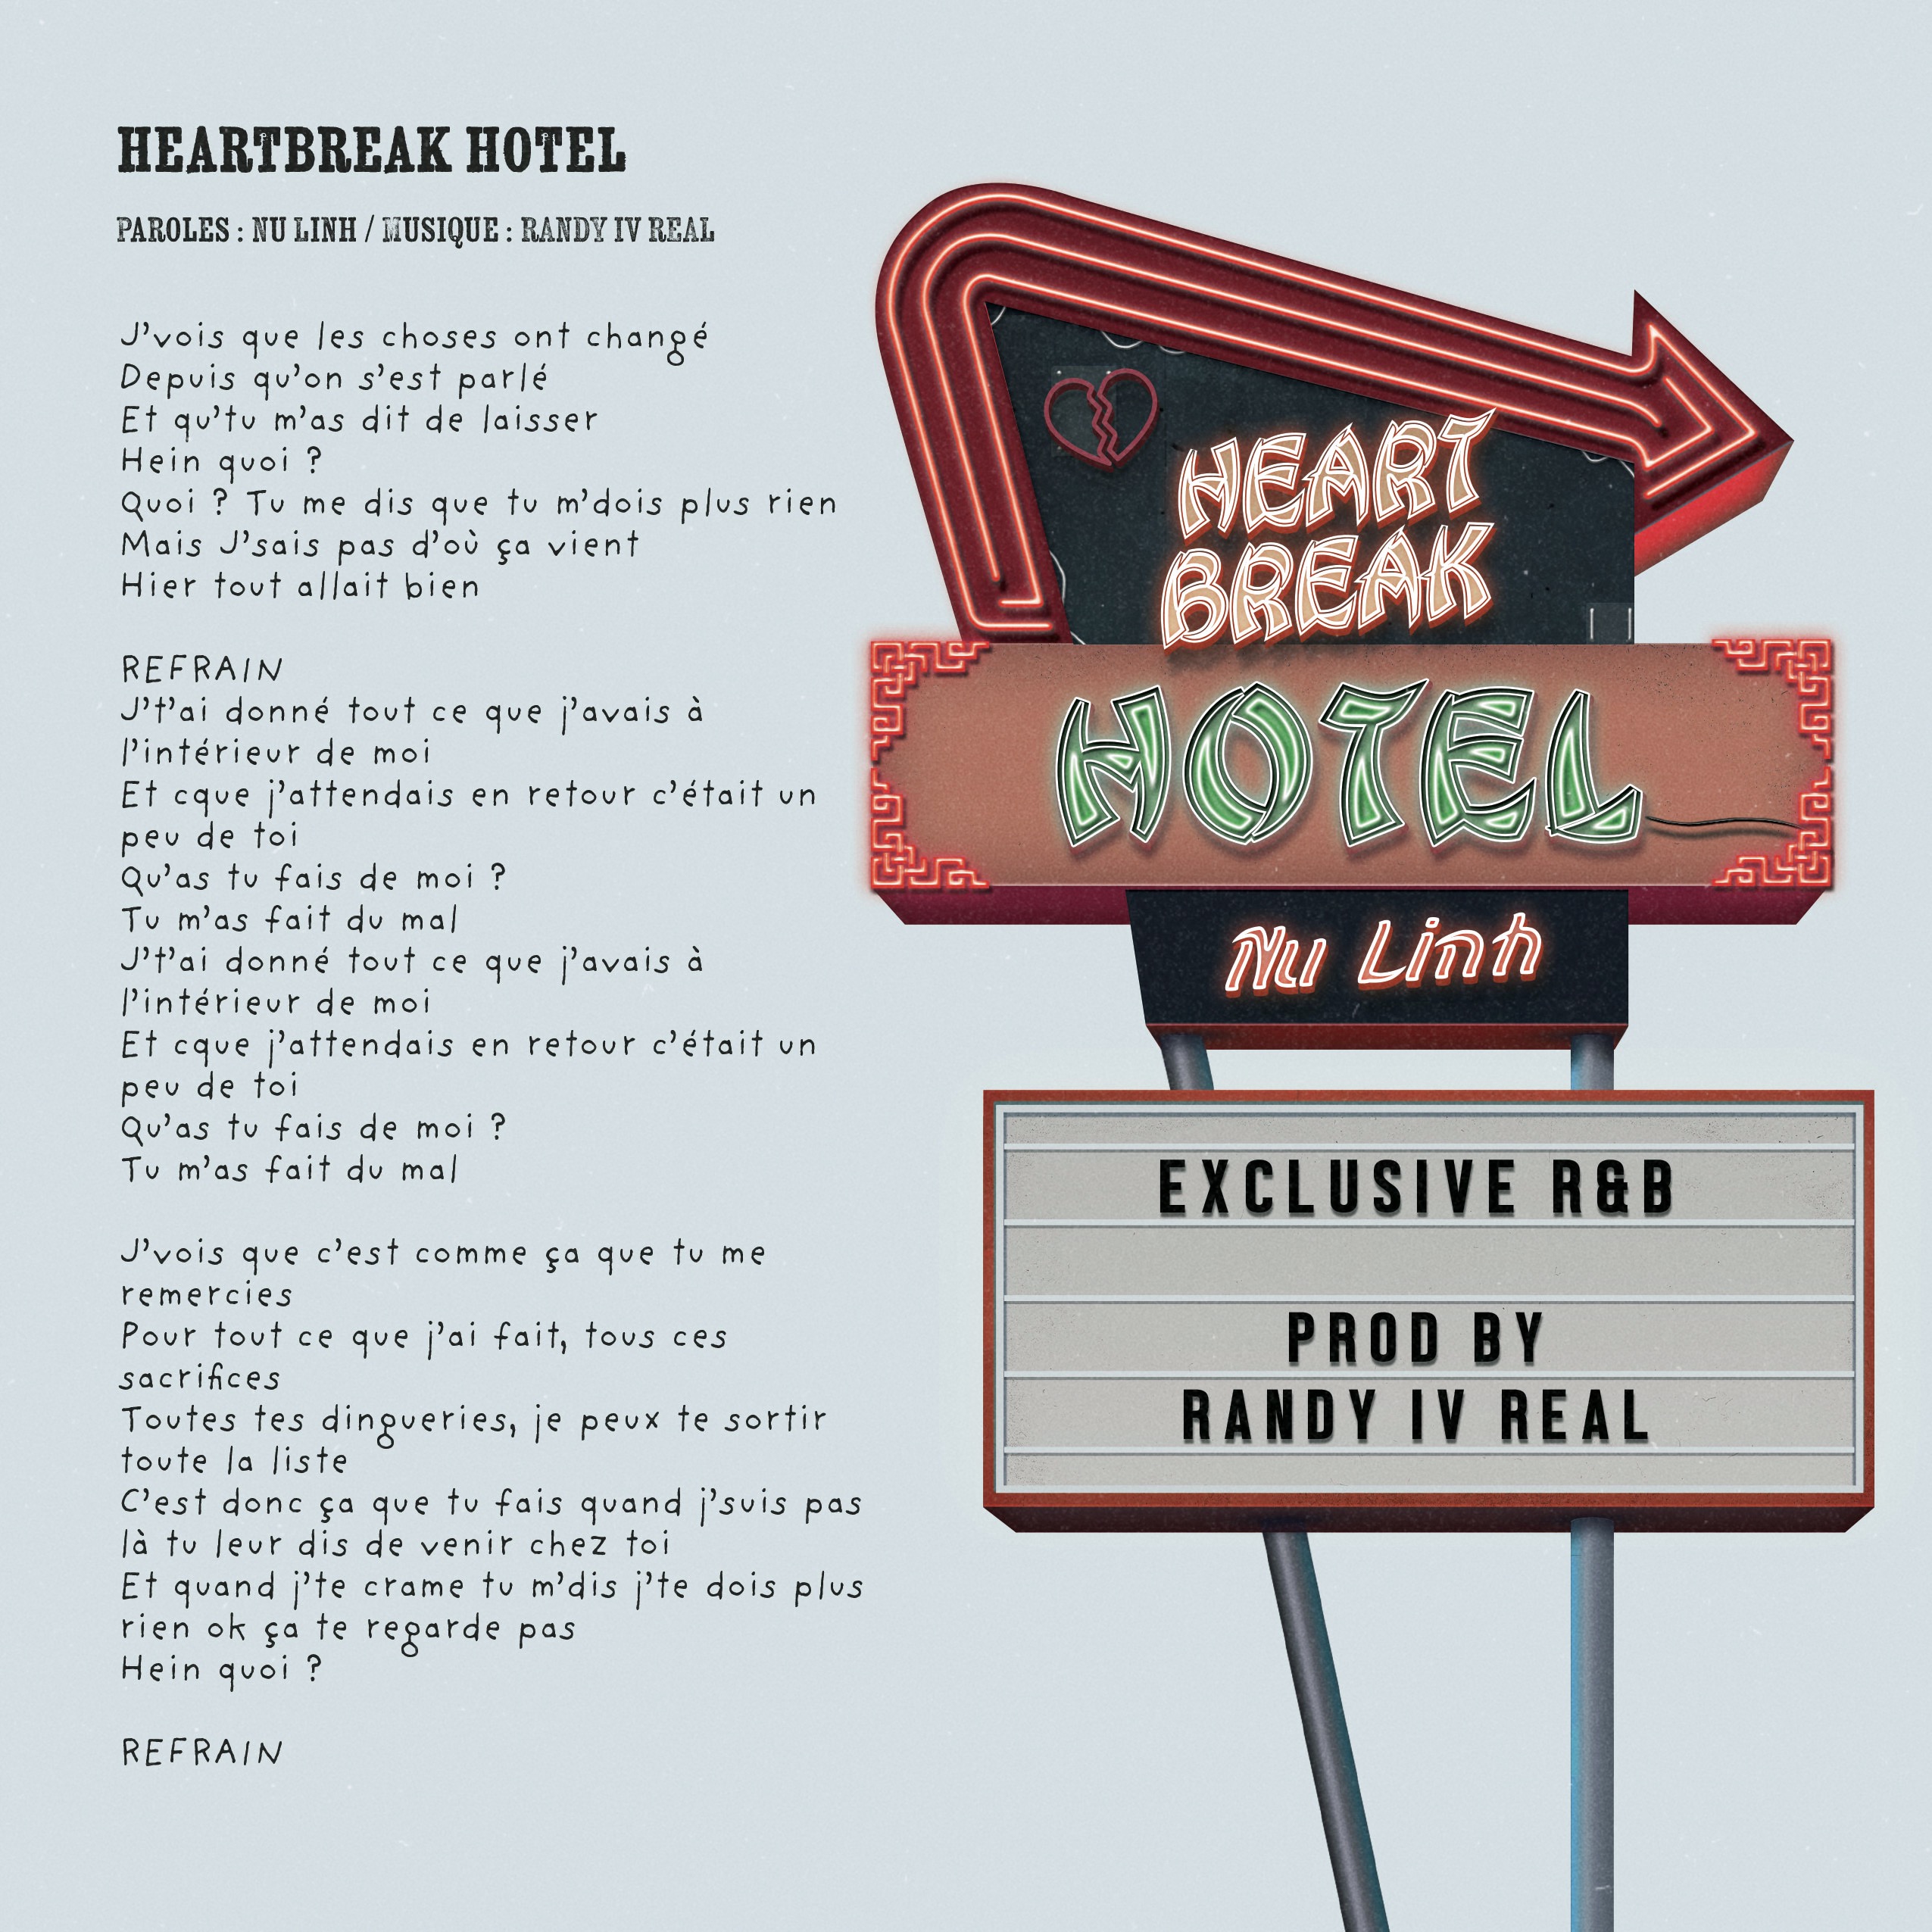 HEARTBREAK HOTEL
PAROLES : NU LINH / MUSIQUE : RANDY IV REAL
J'vois que les choses ont changé
Depuis qu'on s'est parlé
Et qu'tu m'as dit de laisser
Hein quoi ?
Quoi ? Tu me dis que tu m'dois plus rien
Mais J'sais pas d'où ça vient
Hier tout allait bien
REFRAIN
J't'ai donné tout ce que j'avais à
l'intérieur de moi
Et cque j'attendais en retour c'était un
peu de toi
Qu'as tu fais de moi ?
Tu m'as fait du mal
J't'ai donné tout ce que j'avais à
l'intérieur de moi
Et cque j'attendais en retour c'était un
peu de toi
Qu'as tu fais de moi ?
Tu m'as fait du mal
J'vois que c'est comme ça que tu me
remercies
Pour tout ce que j'ai fait, tous ces
sacrifices
Toutes tes dingueries, je peux te sortir
toute la liste
C'est donc ça que tu fais quand j'suis pas
là tu leur dis de venir chez toi
Et quand j'te crame tu m'dis j'te dois plus
rien ok ça te regarde pas
Hein quoi ?
REFRAIN
HEART
BREAK
HOTEL
Nu Linh
EXCLUSIVE R&B
PROD BY
RANDY IV REAL